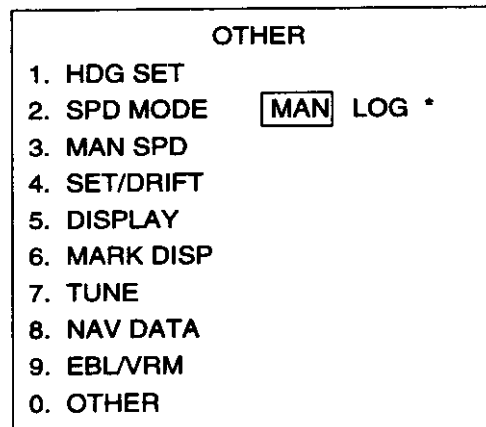 OTHER
1. HDG SET
2. SPD MODE MAN LOG *
3. MAN SPD
4. SET/DRIFT
5. DISPLAY
6. MARK DISP
7. TUNE
8. NAV DATA
9. EBL/VRM
0. OTHER